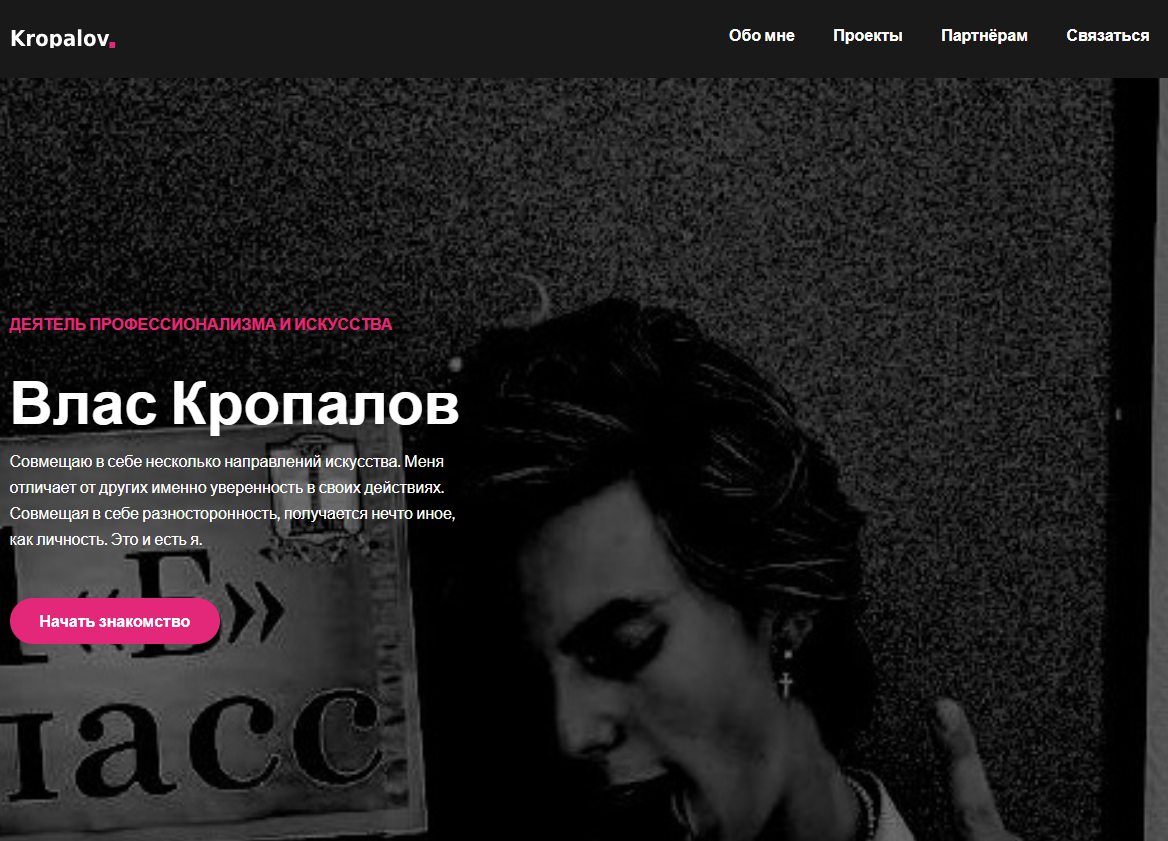 Kropalov.
Обо мне Проекты Партнёрам Связаться
ДЕЯТЕЛЬ ПРОФЕССИОНАЛИЗМА И ИСКУССТВА
Влас Кропалов
Совмещаю в себе несколько направлений искусства. Меня
отличает от других именно уверенность в своих действиях.
Совмещая в себе разносторонность, получается нечто иное,
как личность. Это и есть я.
«Б»
Начать знакомство
ласс